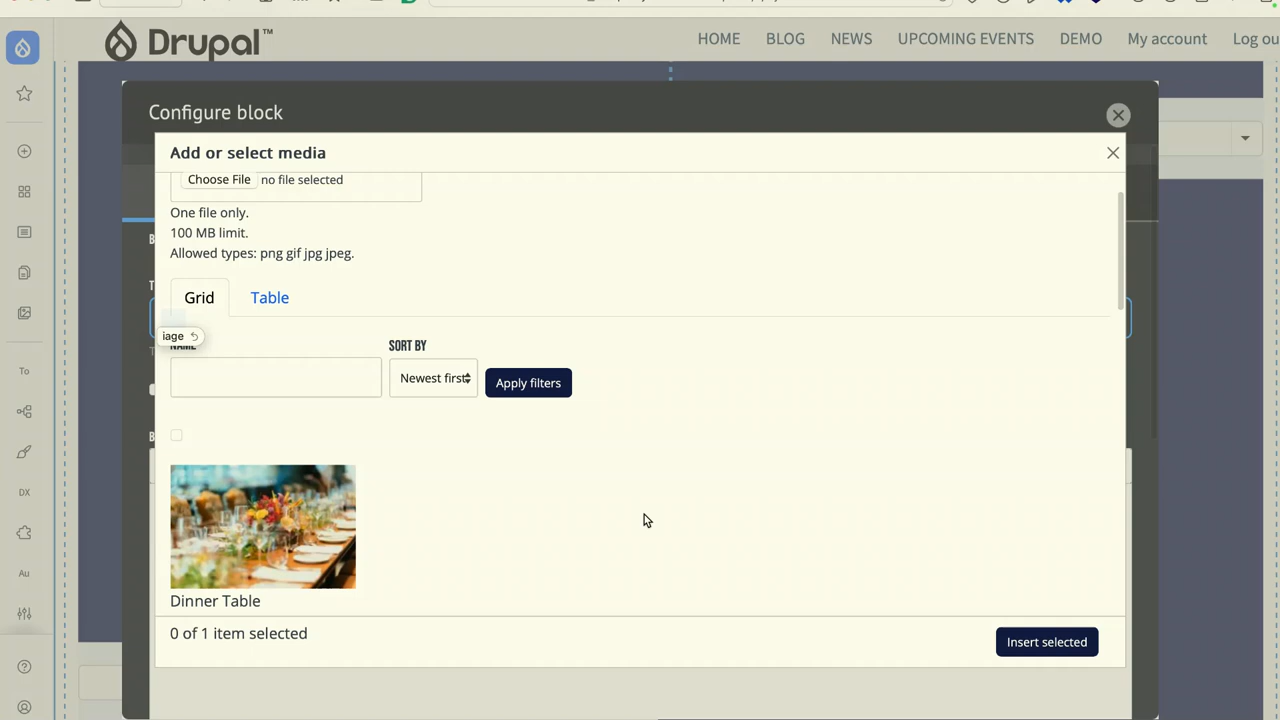 Drupal™
HOME BLOG NEWS UPCOMING EVENTS DEMO My account Log ou
Configure block
Add or select media
Choose File no file selected
One file only.
100 MB limit.
Allowed types: png gif jpg jpeg.
Grid Table
iage
NAME SORT BY
Newest first Apply filters
Dinner Table
0 of 1 item selected
Insert selected
To
DX
Au
B
T
T
B